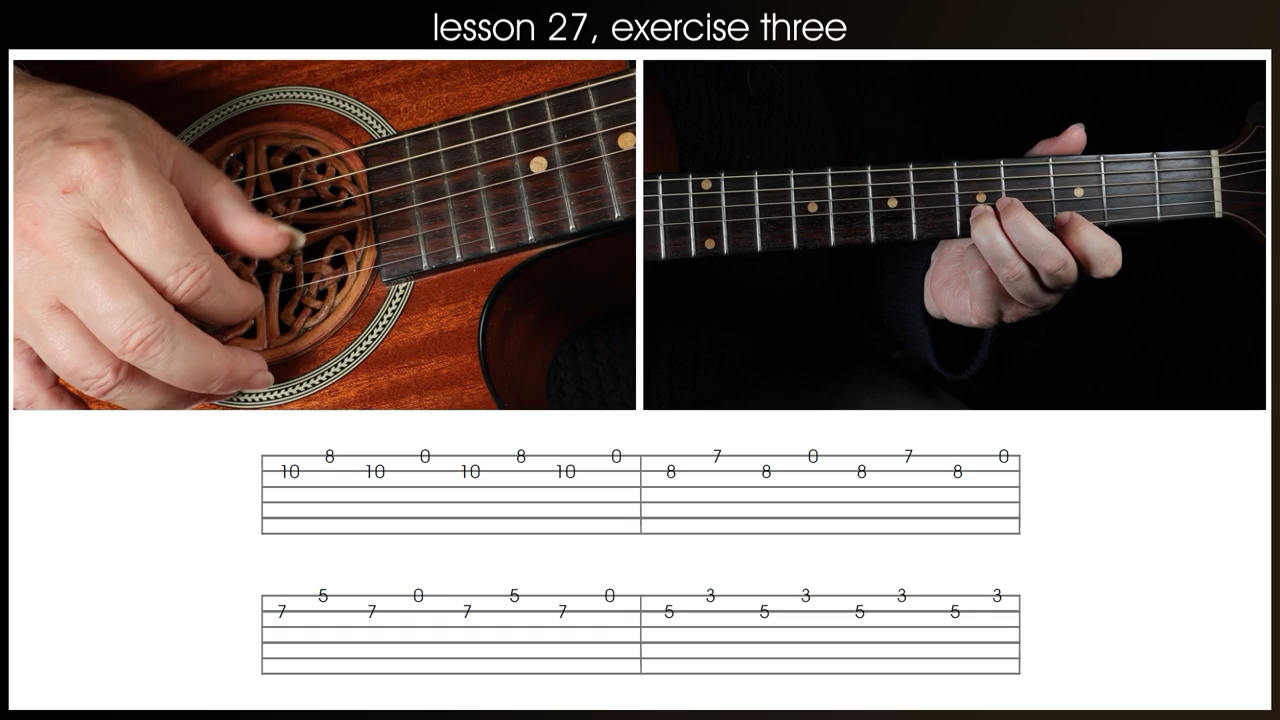 lesson 27, exercise three
8 0 8 0 7 0 7 0
10 10 10 10 8 8 8 8
5 0 5 0 3 3 3 3
7 7 7 7 5 5 5 5